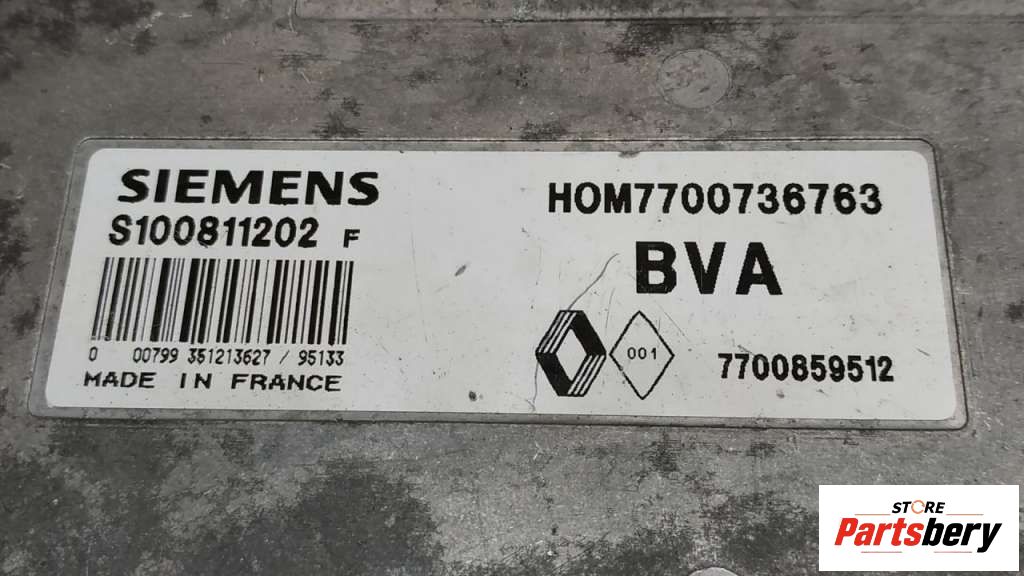 SIEMENS
S100811202 F
0 00799 351213627 / 95133
MADE IN FRANCE
HOM7700736763
BVA
001
7700859512
STORE
Partsbery